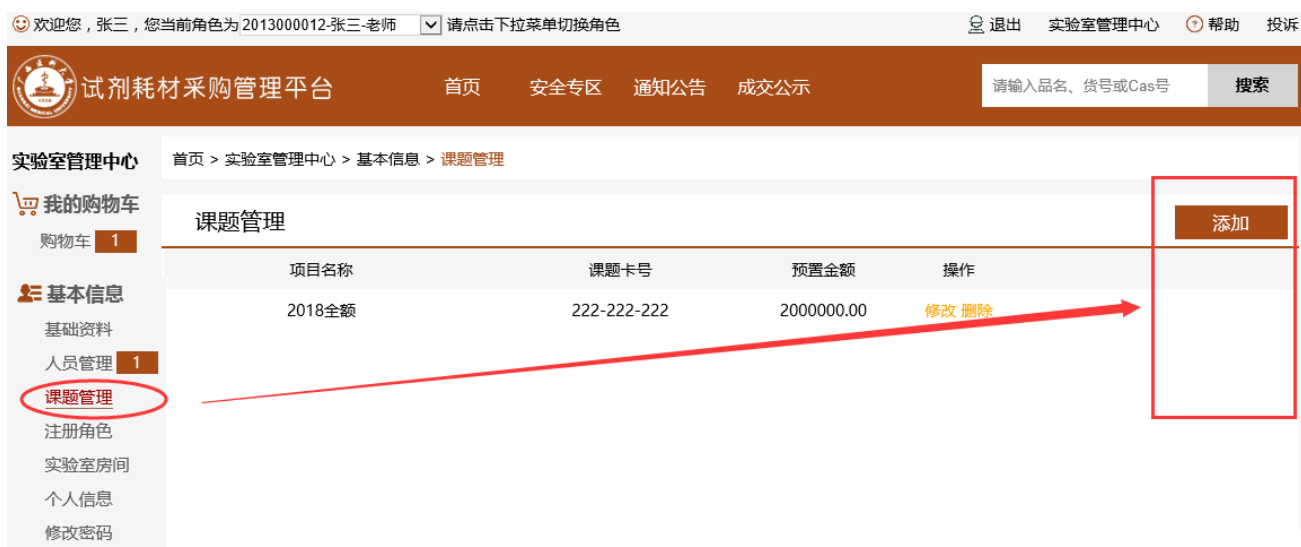 欢迎您，张三，您当前角色为 2013000012-张三-老师 请点击下拉菜单切换角色 退出 实验室管理中心 帮助 投诉
试剂耗材采购管理平台 首页 安全专区 通知公告 成交公示 请输入品名、货号或Cas号 搜索
实验室管理中心 首页 > 实验室管理中心 > 基本信息 > 课题管理
我的购物车
课题管理 添加
购物车 1
项目名称 课题卡号 预置金额 操作
基本信息
2018全额 222-222-222 2000000.00 修改 删除
基础资料
人员管理 1
课题管理
注册角色
实验室房间
个人信息
修改密码